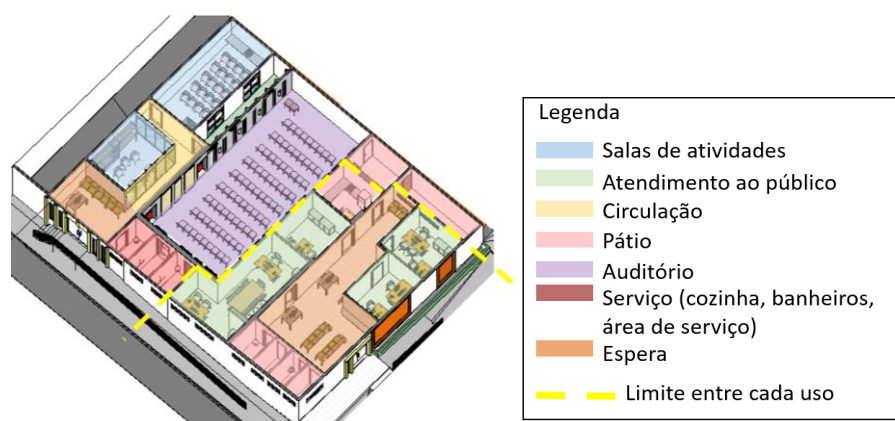 Legenda
Salas de atividades
Atendimento ao público
Circulação
Pátio
Auditório
Serviço (cozinha, banheiros,
área de serviço)
Espera
Limite entre cada uso